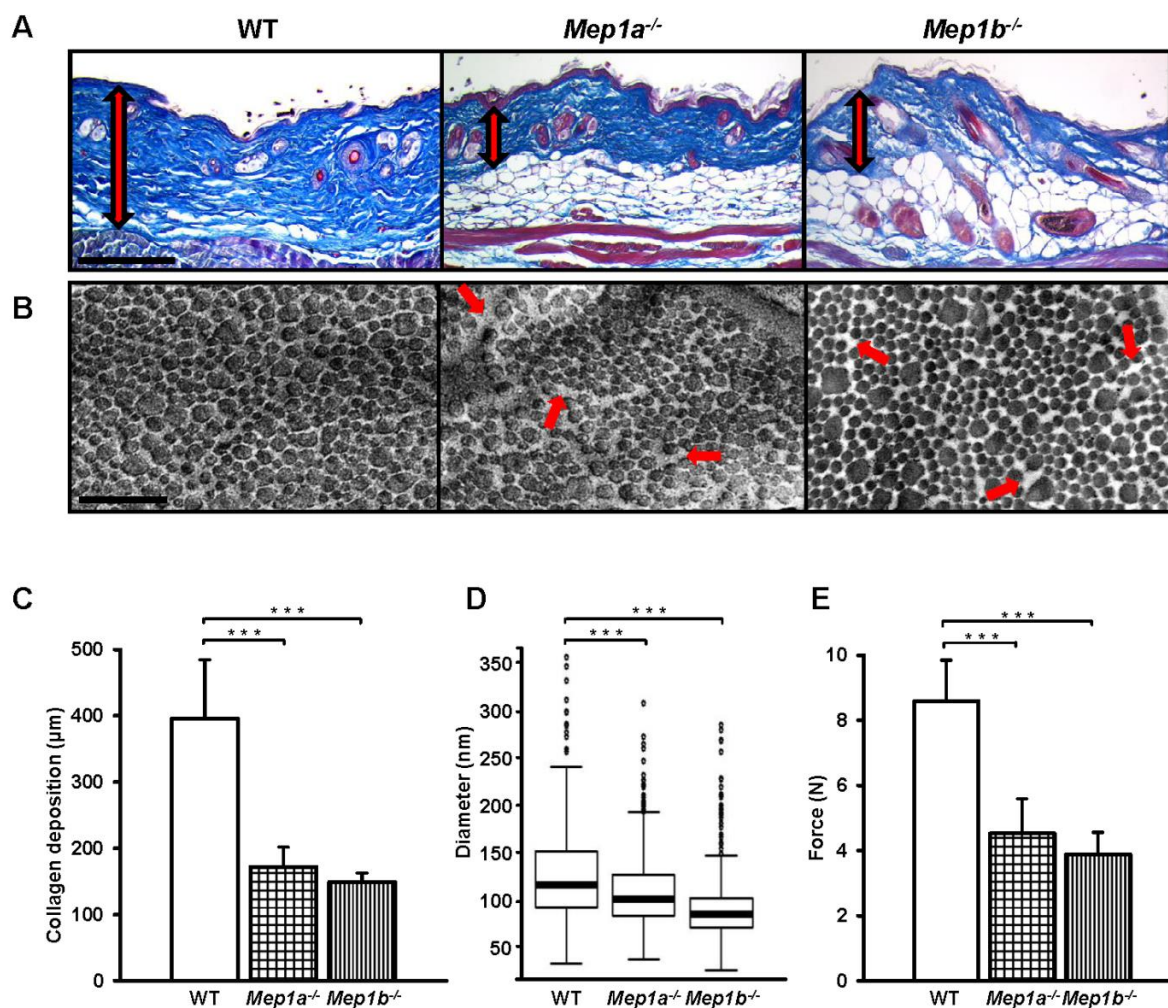 A
WT
Mep1a-/-
Mep1b-/-
B
C
* * *
* * *
500
400
300
200
100
0
Collagen deposition (µm)
WT
Mep1a-/-
Mep1b-/-
D
* * *
* * *
350
300
250
200
150
100
50
Diameter (nm)
WT
Mep1a-/-
Mep1b-/-
E
* * *
* * *
10
8
6
4
2
0
Force (N)
WT
Mep1a-/-
Mep1b-/-